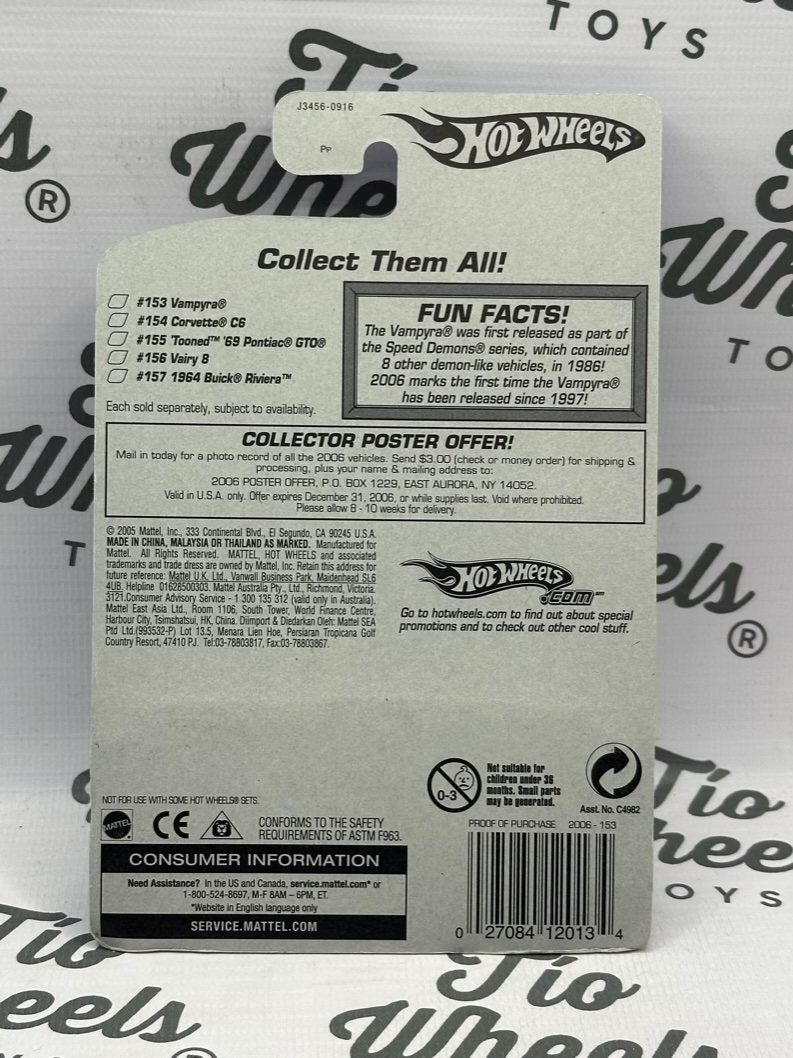 TOYS
Tío
Whe
®
J3456-0916
PP
HOT WHEELS
Collect Them All!
#153 Vampyra®
#154 Corvette® C6
#155 Tooned™ '69 Pontiac® GTO®
#156 Vairy 8
#157 1964 Buick® Riviera™
Each sold separately, subject to availability.
FUN FACTS!
The Vampyra® was first released as part of
the Speed Demons® series, which contained
8 other demon-like vehicles, in 1986!
2006 marks the first time the Vampyra®
has been released since 1997!
COLLECTOR POSTER OFFER!
Mail in today for a photo record of all the 2006 vehicles. Send $3.00 (check or money order) for shipping &
processing, plus your name & mailing address to:
2006 POSTER OFFER, P.O. BOX 1229, EAST AURORA, NY 14052.
Valid in U.S.A. only. Offer expires December 31, 2006, or while supplies last. Void where prohibited.
Please allow 8 - 10 weeks for delivery.
© 2005 Mattel, Inc., 333 Continental Blvd., El Segundo, CA 90245 U.S.A.
MADE IN CHINA, MALAYSIA OR THAILAND AS MARKED. Manufactured for
Mattel. All Rights Reserved. MATTEL, HOT WHEELS and associated
trademarks and trade dress are owned by Mattel, Inc. Retain this address for
future reference: Mattel U.K. Ltd., Vanwall Business Park, Maidenhead SL6
4UB. Helpline 01628500303. Mattel Australia Pty., Ltd., Richmond, Victoria.
3121.Consumer Advisory Service - 1 300 135 312 (valid only in Australia).
Mattel East Asia Ltd., Room 1106, South Tower, World Finance Centre,
Harbour City, Tsimshatsui, HK, China. Diimport & Diedarkan Oleh: Mattel SEA
Ptd Ltd.(993532-P) Lot 13.5, Menara Lien Hoe, Persiaran Tropicana Golf
Country Resort, 47410 PJ. Tel:03-78803817, Fax:03-78803867.
HOT WHEELS
.COM™
Go to hotwheels.com to find out about special
promotions and to check out other cool stuff.
0-3
Not suitable for
children under 36
months. Small parts
may be generated.
Asst. No. C4982
NOT FOR USE WITH SOME HOT WHEELS® SETS.
MATTEL
CE
CONFORMS TO THE SAFETY
REQUIREMENTS OF ASTM F963.
PROOF OF PURCHASE 2006 - 153
CONSUMER INFORMATION
Need Assistance? In the US and Canada, service.mattel.com* or
1-800-524-8697, M-F 8AM – 6PM, ET.
*Website in English language only
SERVICE.MATTEL.COM
0 27084 12013 4
®
Tío
OYS
Tío
eels
Tío
Wheels